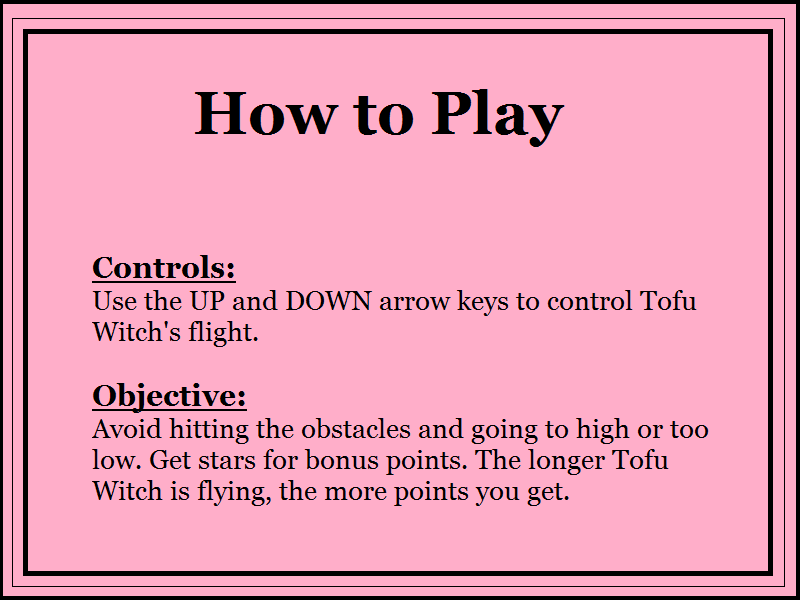 How to Play
Controls:
Use the UP and DOWN arrow keys to control Tofu
Witch's flight.
Objective:
Avoid hitting the obstacles and going to high or too
low. Get stars for bonus points. The longer Tofu
Witch is flying, the more points you get.